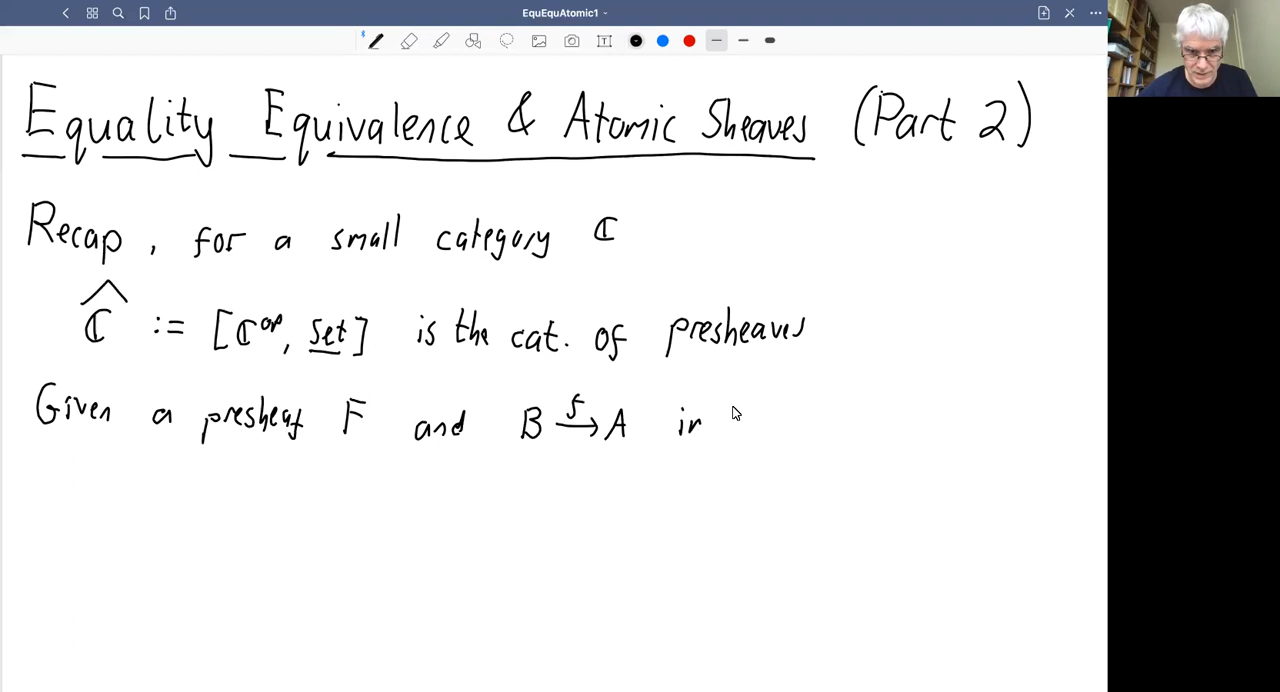 EquEquAtomic1
Equality Equivalence & Atomic Sheaves (Part 2)
Recap, for a small category ℂ
ℂ̂ := [ℂᵒᵖ, Set] is the cat. of presheaves
Given a presheaf F and B →ᶠ A in